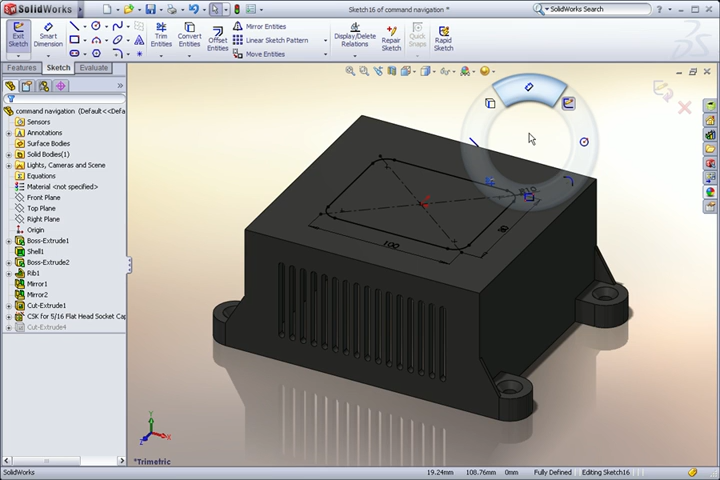 SolidWorks
Sketch16 of command navigation *
SolidWorks Search
Exit Sketch
Smart Dimension
Trim Entities
Convert Entities
Offset Entities
Mirror Entities
Linear Sketch Pattern
Move Entities
Display/Delete Relations
Repair Sketch
Quick Snaps
Rapid Sketch
Features
Sketch
Evaluate
command navigation (Default<<Defa
Sensors
Annotations
Surface Bodies
Solid Bodies(1)
Lights, Cameras and Scene
Equations
Material <not specified>
Front Plane
Top Plane
Right Plane
Origin
Boss-Extrude1
Shell1
Boss-Extrude2
Rib1
Mirror1
Mirror2
Cut-Extrude1
CSK for 5/16 Flat Head Socket Cap
Cut-Extrude4
R10
100
Y
X
Z
*Trimetric
SolidWorks
19.24mm
108.76mm
0mm
Fully Defined
Editing Sketch16